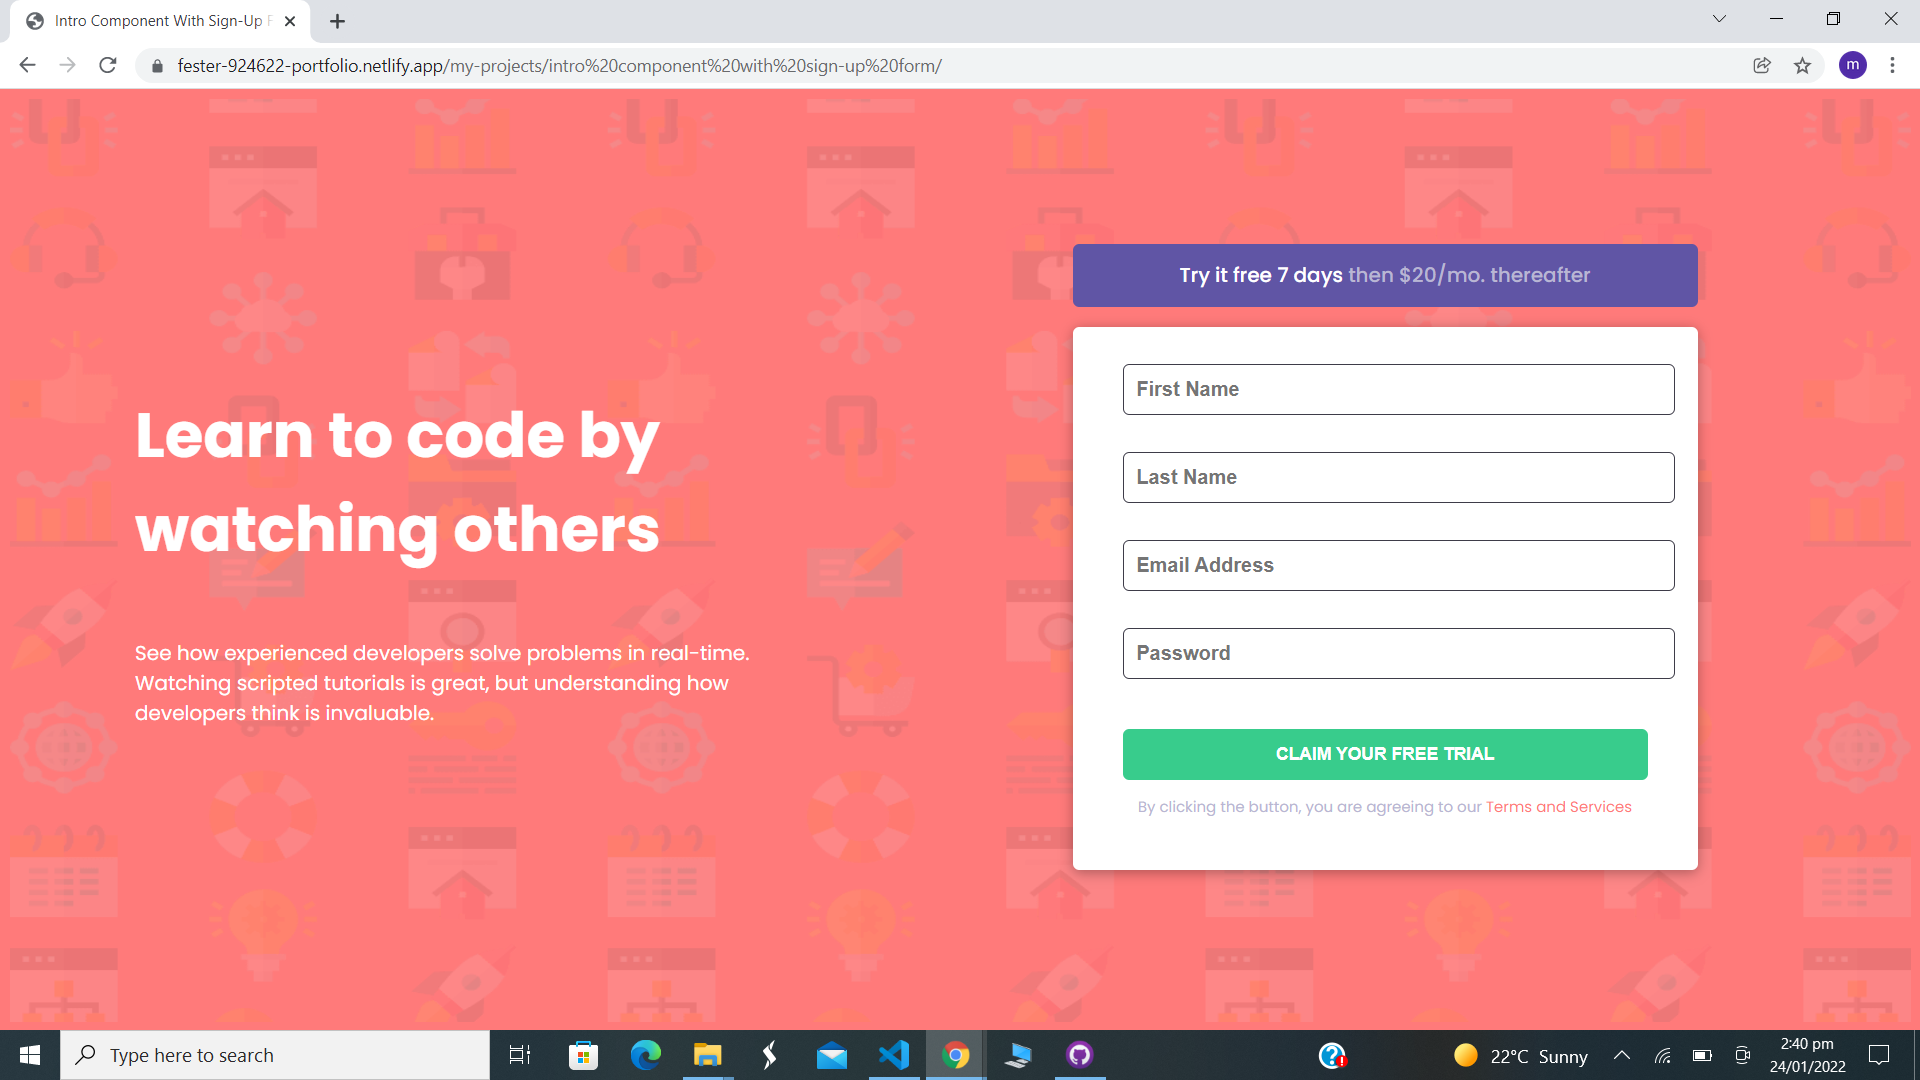 Intro Component With Sign-Up F
fester-924622-portfolio.netlify.app/my-projects/intro%20component%20with%20sign-up%20form/
m
Try it free 7 days then $20/mo. thereafter
Learn to code by
watching others
See how experienced developers solve problems in real-time.
Watching scripted tutorials is great, but understanding how
developers think is invaluable.
First Name
Last Name
Email Address
Password
CLAIM YOUR FREE TRIAL
By clicking the button, you are agreeing to our Terms and Services
Type here to search
22°C Sunny
2:40 pm
24/01/2022